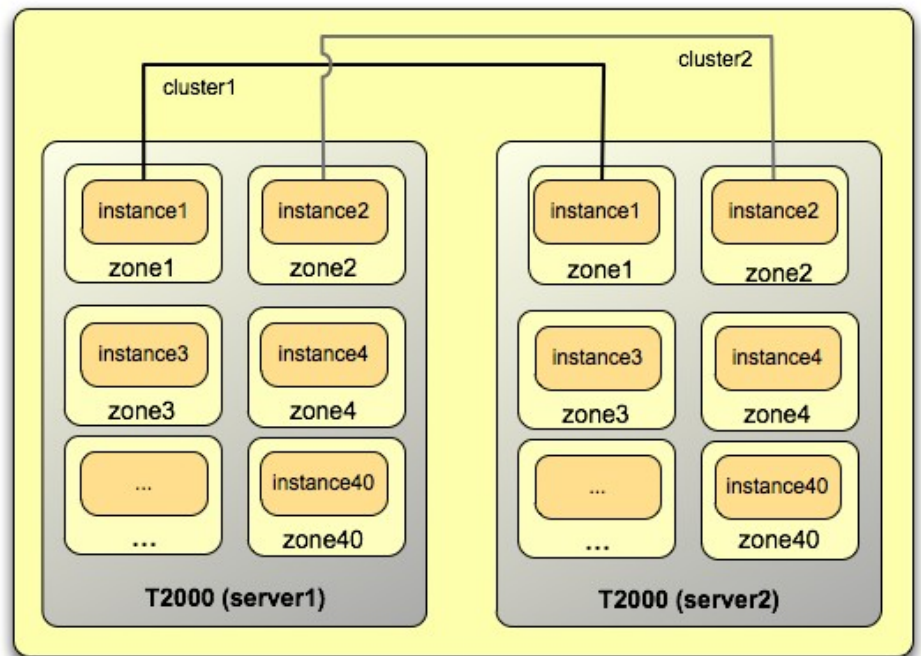 cluster1
cluster2
instance1
zone1
instance2
zone2
instance3
zone3
instance4
zone4
...
...
instance40
zone40
T2000 (server1)
instance1
zone1
instance2
zone2
instance3
zone3
instance4
zone4
...
...
instance40
zone40
T2000 (server2)